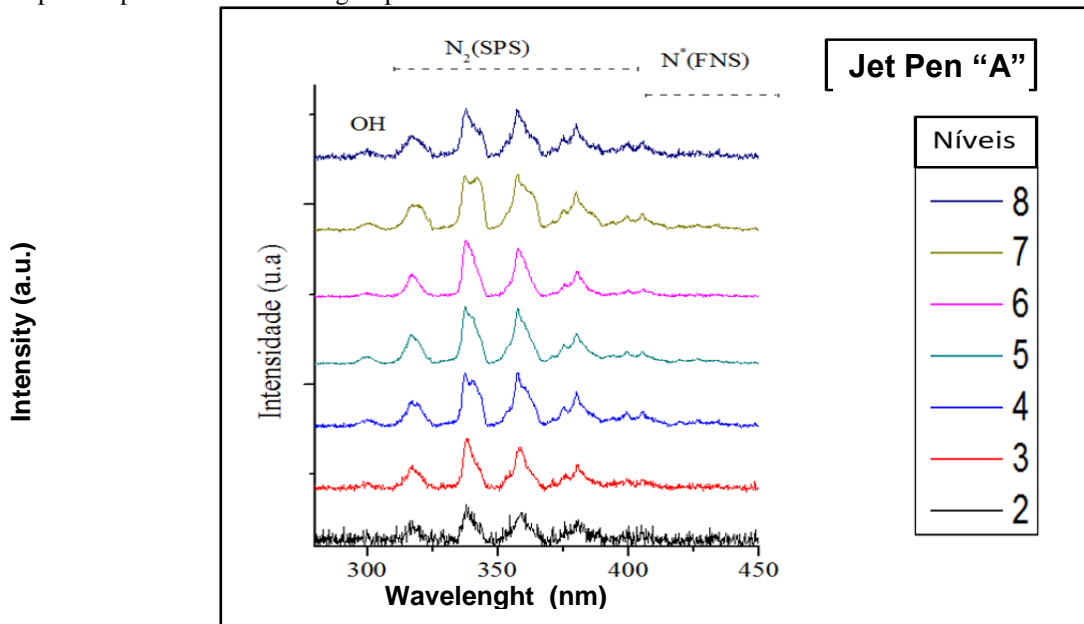 N₂(SPS)
N*(FNS)
Jet Pen “A”
OH
Níveis
8
7
6
5
4
3
2
Intensity (a.u.)
Intensidade (u.a)
300
350
400
450
Wavelenght (nm)